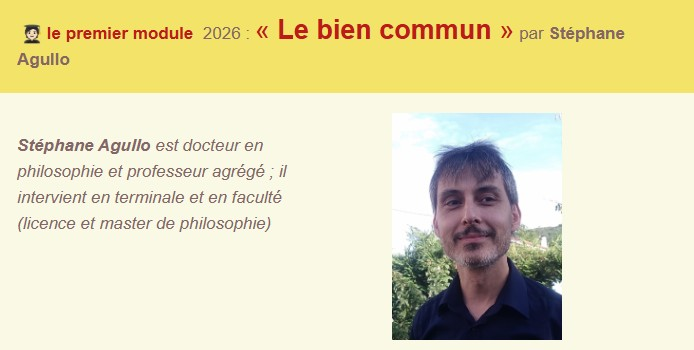 le premier module 2026 : « Le bien commun » par Stéphane
Agullo
Stéphane Agullo est docteur en
philosophie et professeur agrégé ; il
intervient en terminale et en faculté
(licence et master de philosophie)